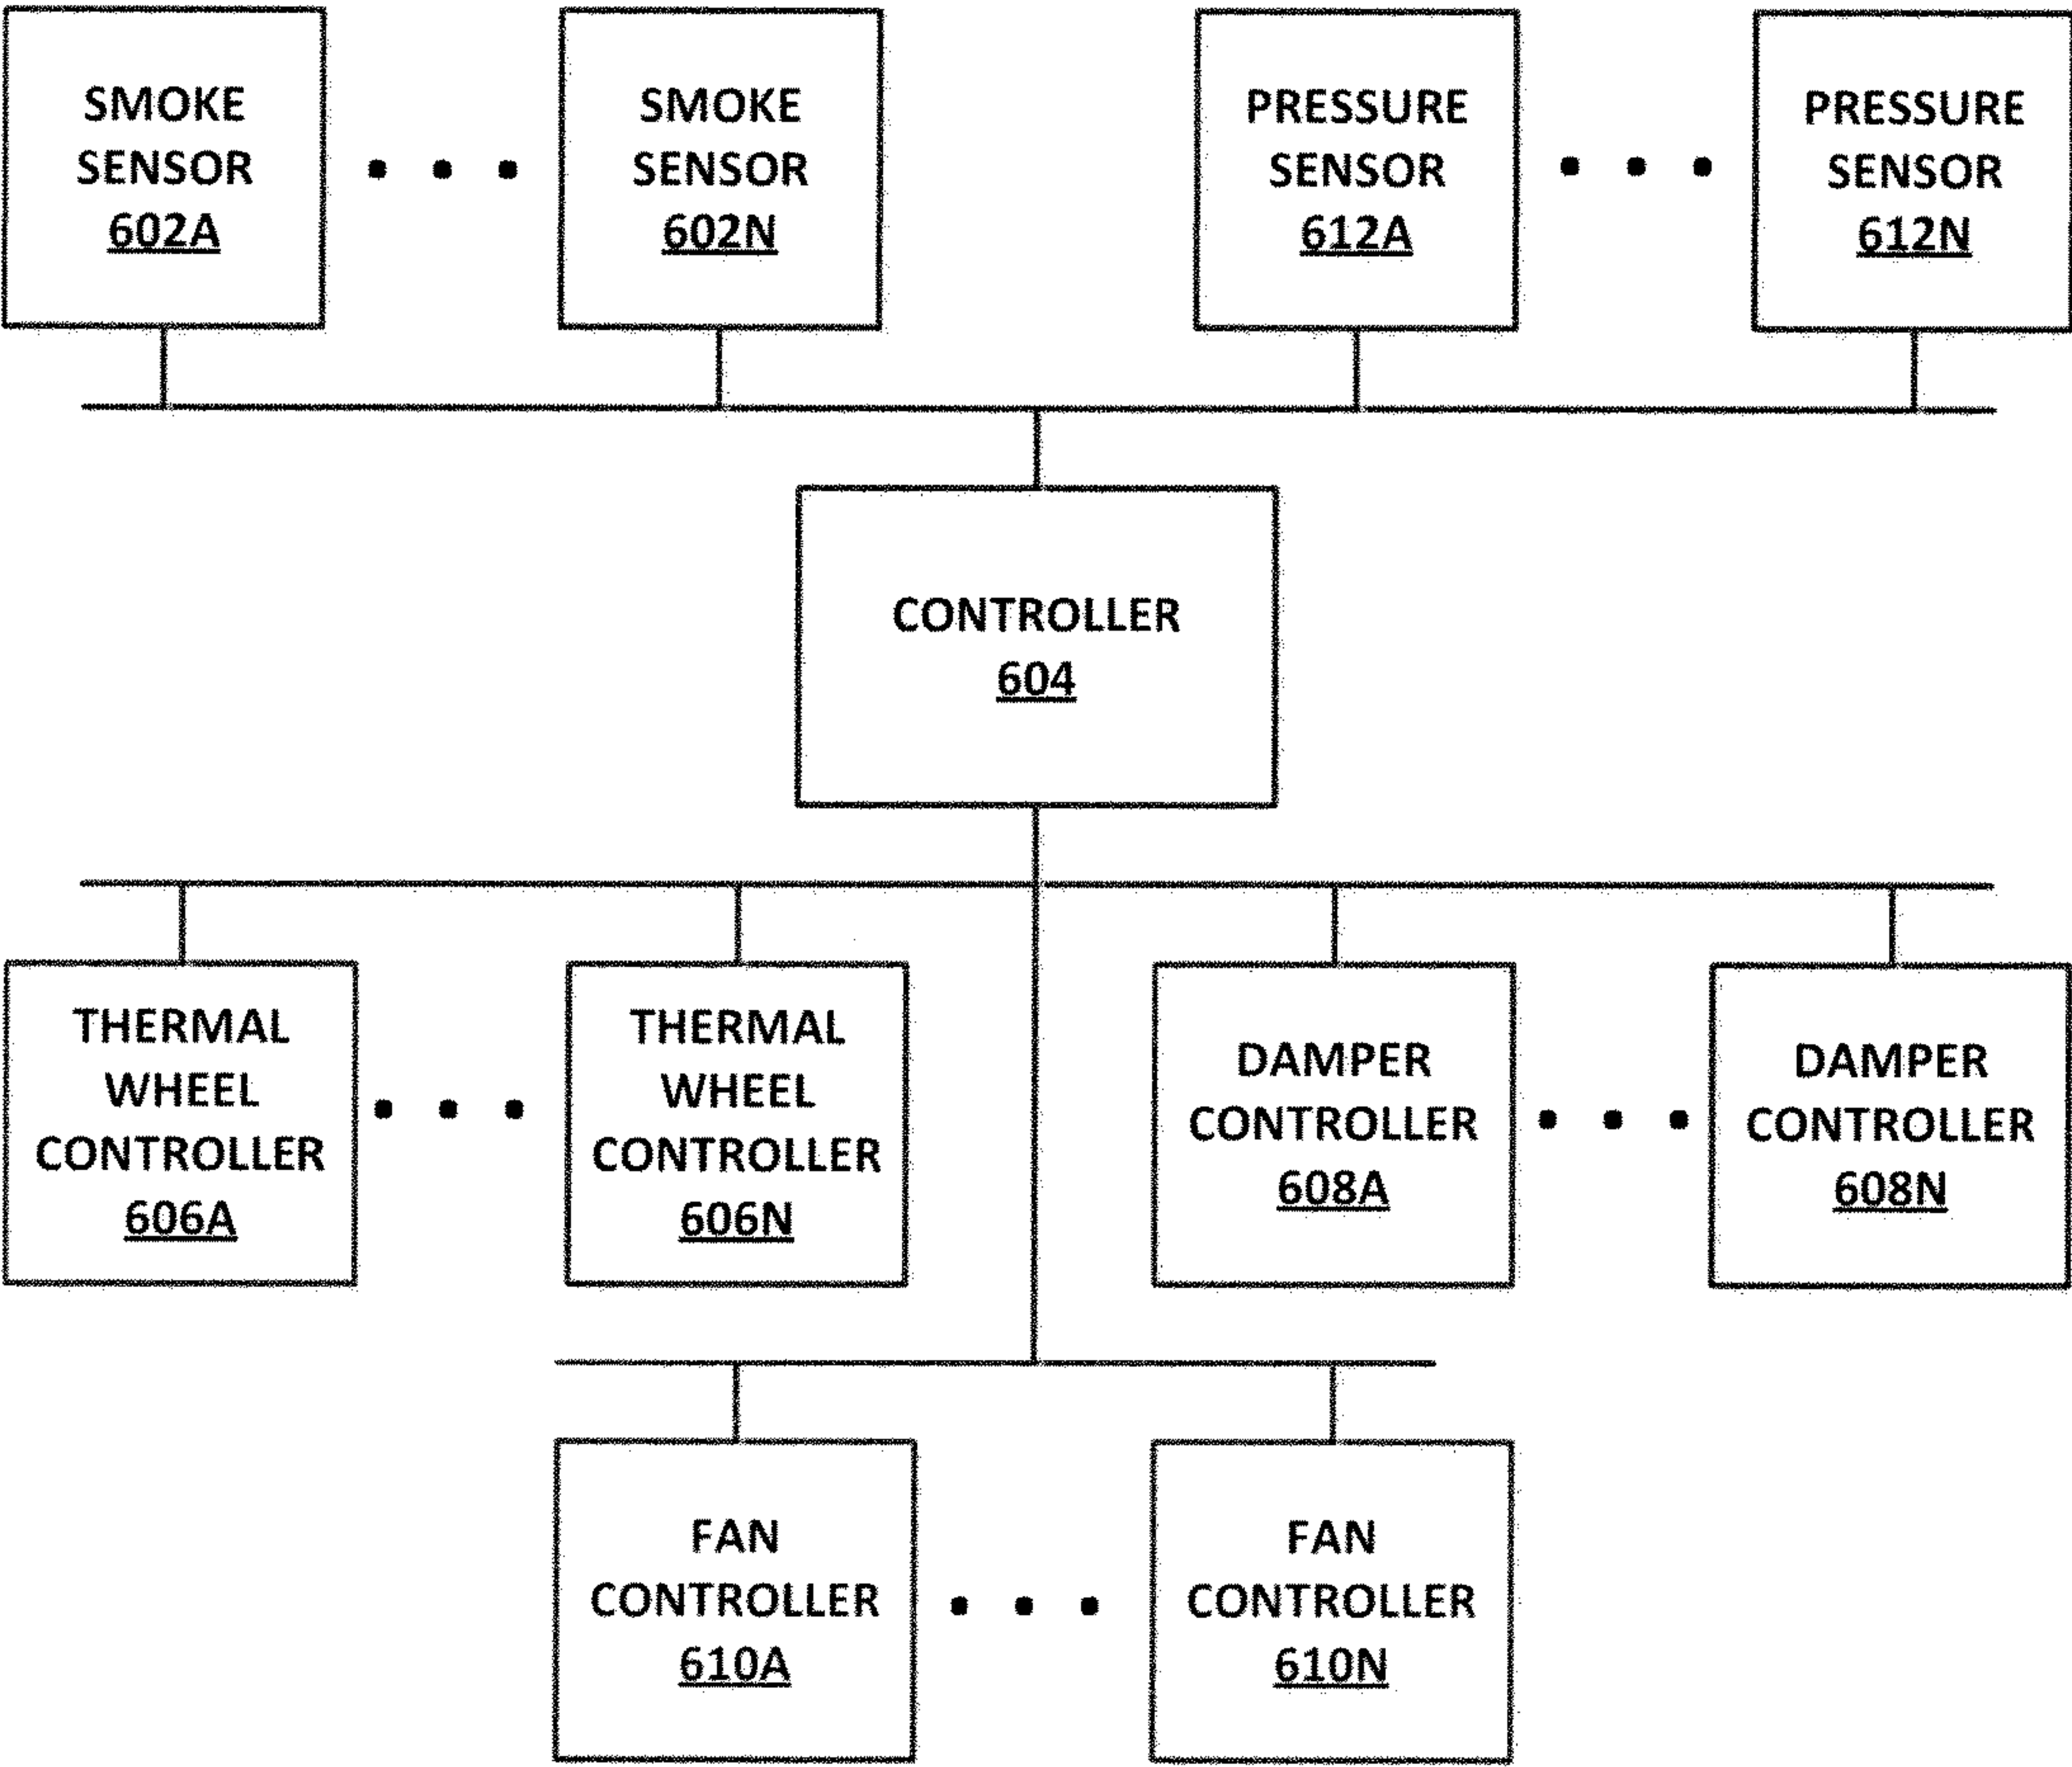 SMOKE
SENSOR
602A
SMOKE
SENSOR
602N
PRESSURE
SENSOR
612A
PRESSURE
SENSOR
612N
CONTROLLER
604
THERMAL
WHEEL
CONTROLLER
606A
THERMAL
WHEEL
CONTROLLER
606N
DAMPER
CONTROLLER
608A
DAMPER
CONTROLLER
608N
FAN
CONTROLLER
610A
FAN
CONTROLLER
610N